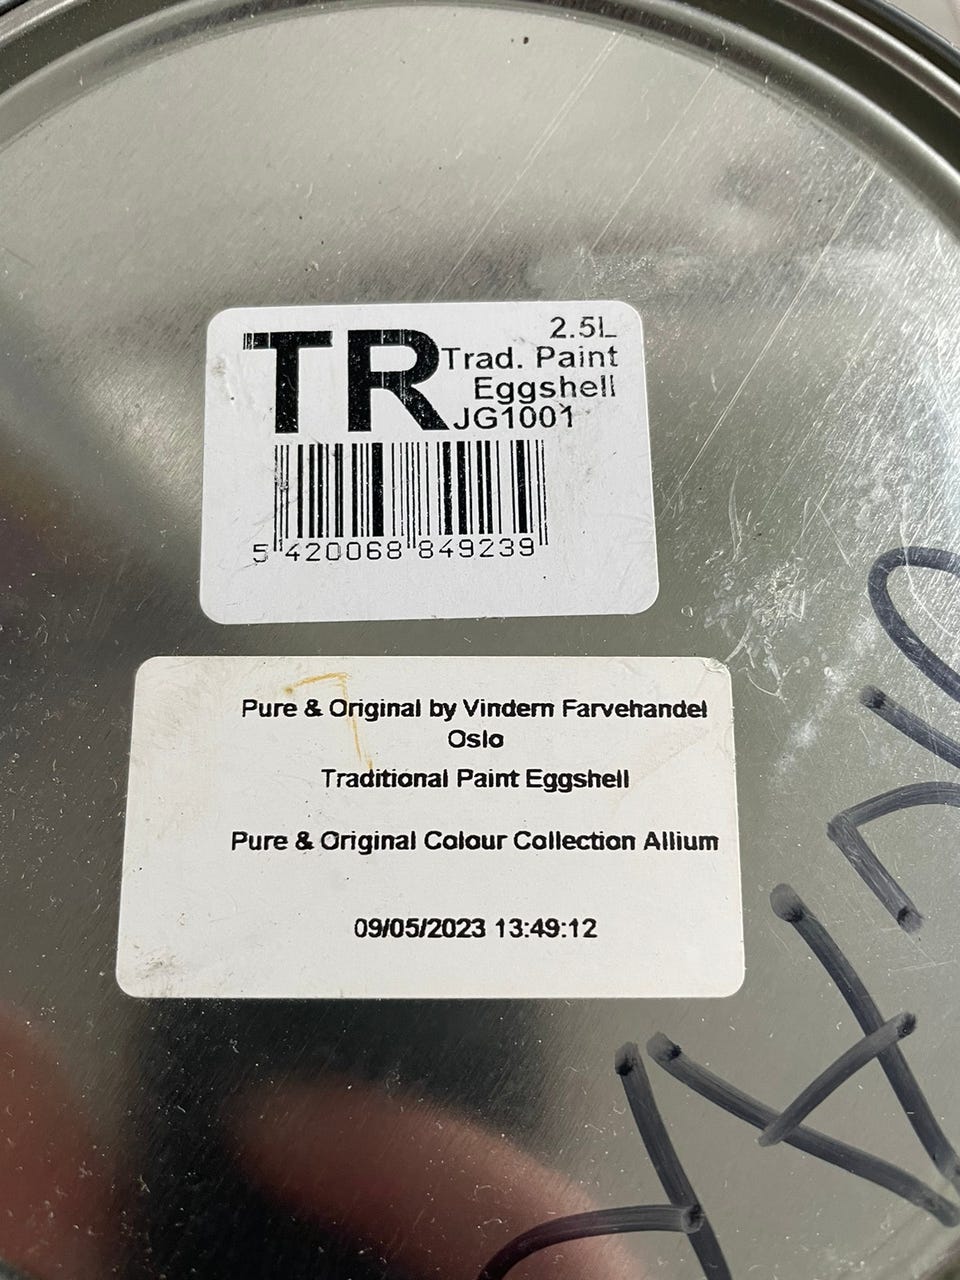 TR
2.5L
Trad. Paint
Eggshell
JG1001
5 420068 849239
Pure & Original by Vindern Farvehandel
Oslo
Traditional Paint Eggshell
Pure & Original Colour Collection Allium
09/05/2023 13:49:12